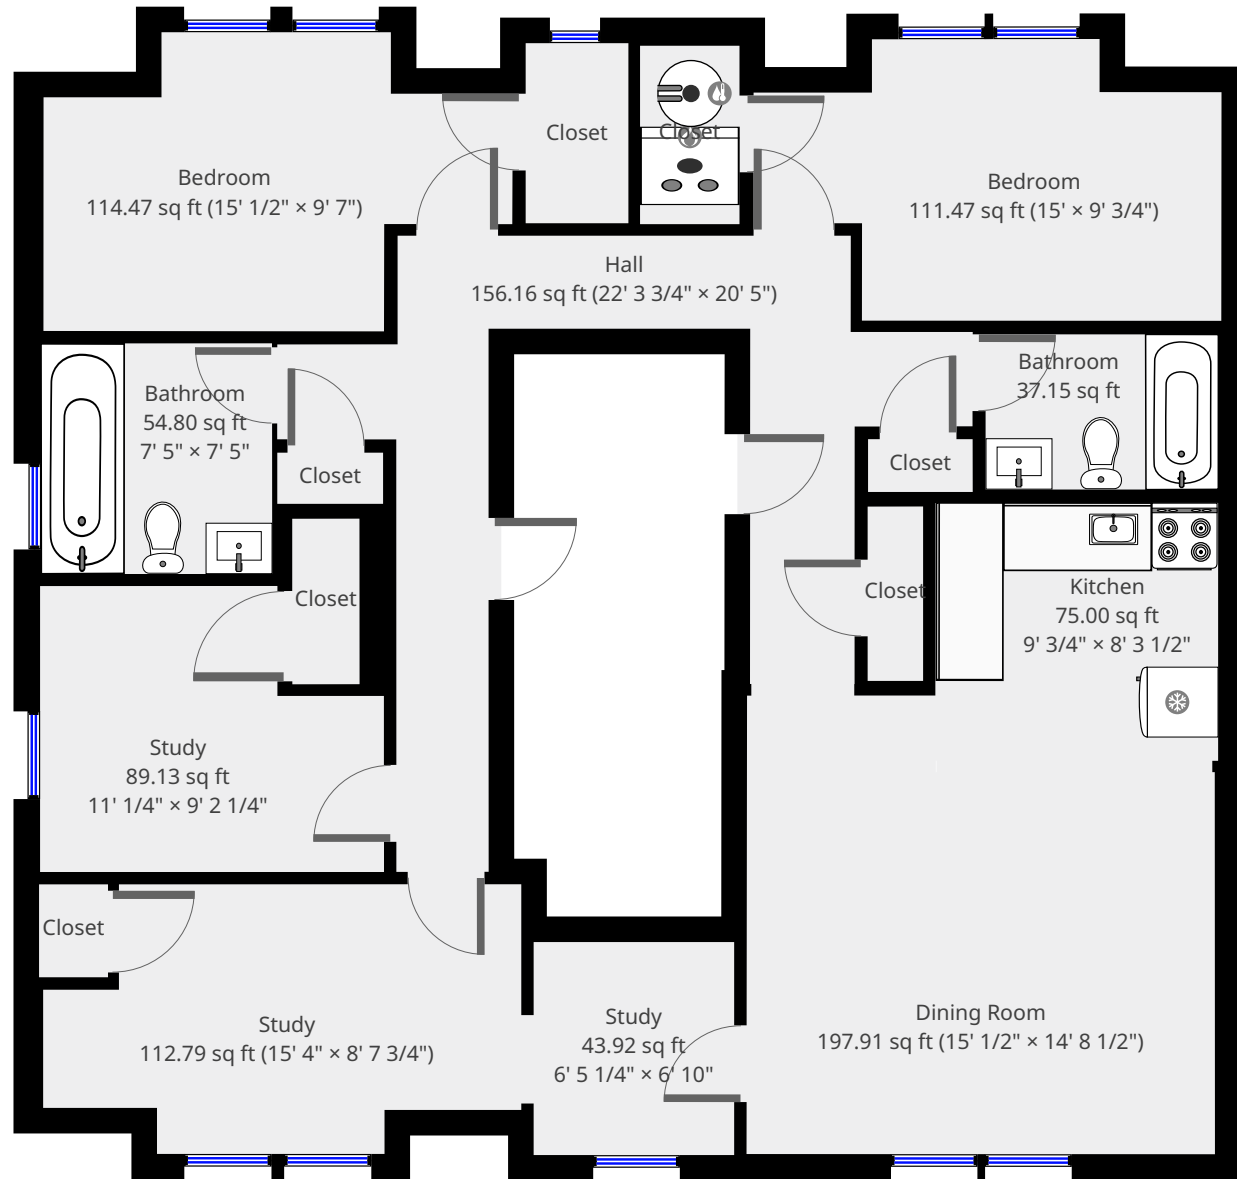 Closet
Closet
Bedroom
114.47 sq ft (15' 1/2" × 9' 7")
Bedroom
111.47 sq ft (15' × 9' 3/4")
Hall
156.16 sq ft (22' 3 3/4" × 20' 5")
Bathroom
54.80 sq ft
7' 5" × 7' 5"
Bathroom
37.15 sq ft
Closet
Closet
Closet
Closet
Kitchen
75.00 sq ft
9' 3/4" × 8' 3 1/2"
Study
89.13 sq ft
11' 1/4" × 9' 2 1/4"
Closet
Study
112.79 sq ft (15' 4" × 8' 7 3/4")
Study
43.92 sq ft
6' 5 1/4" × 6' 10"
Dining Room
197.91 sq ft (15' 1/2" × 14' 8 1/2")